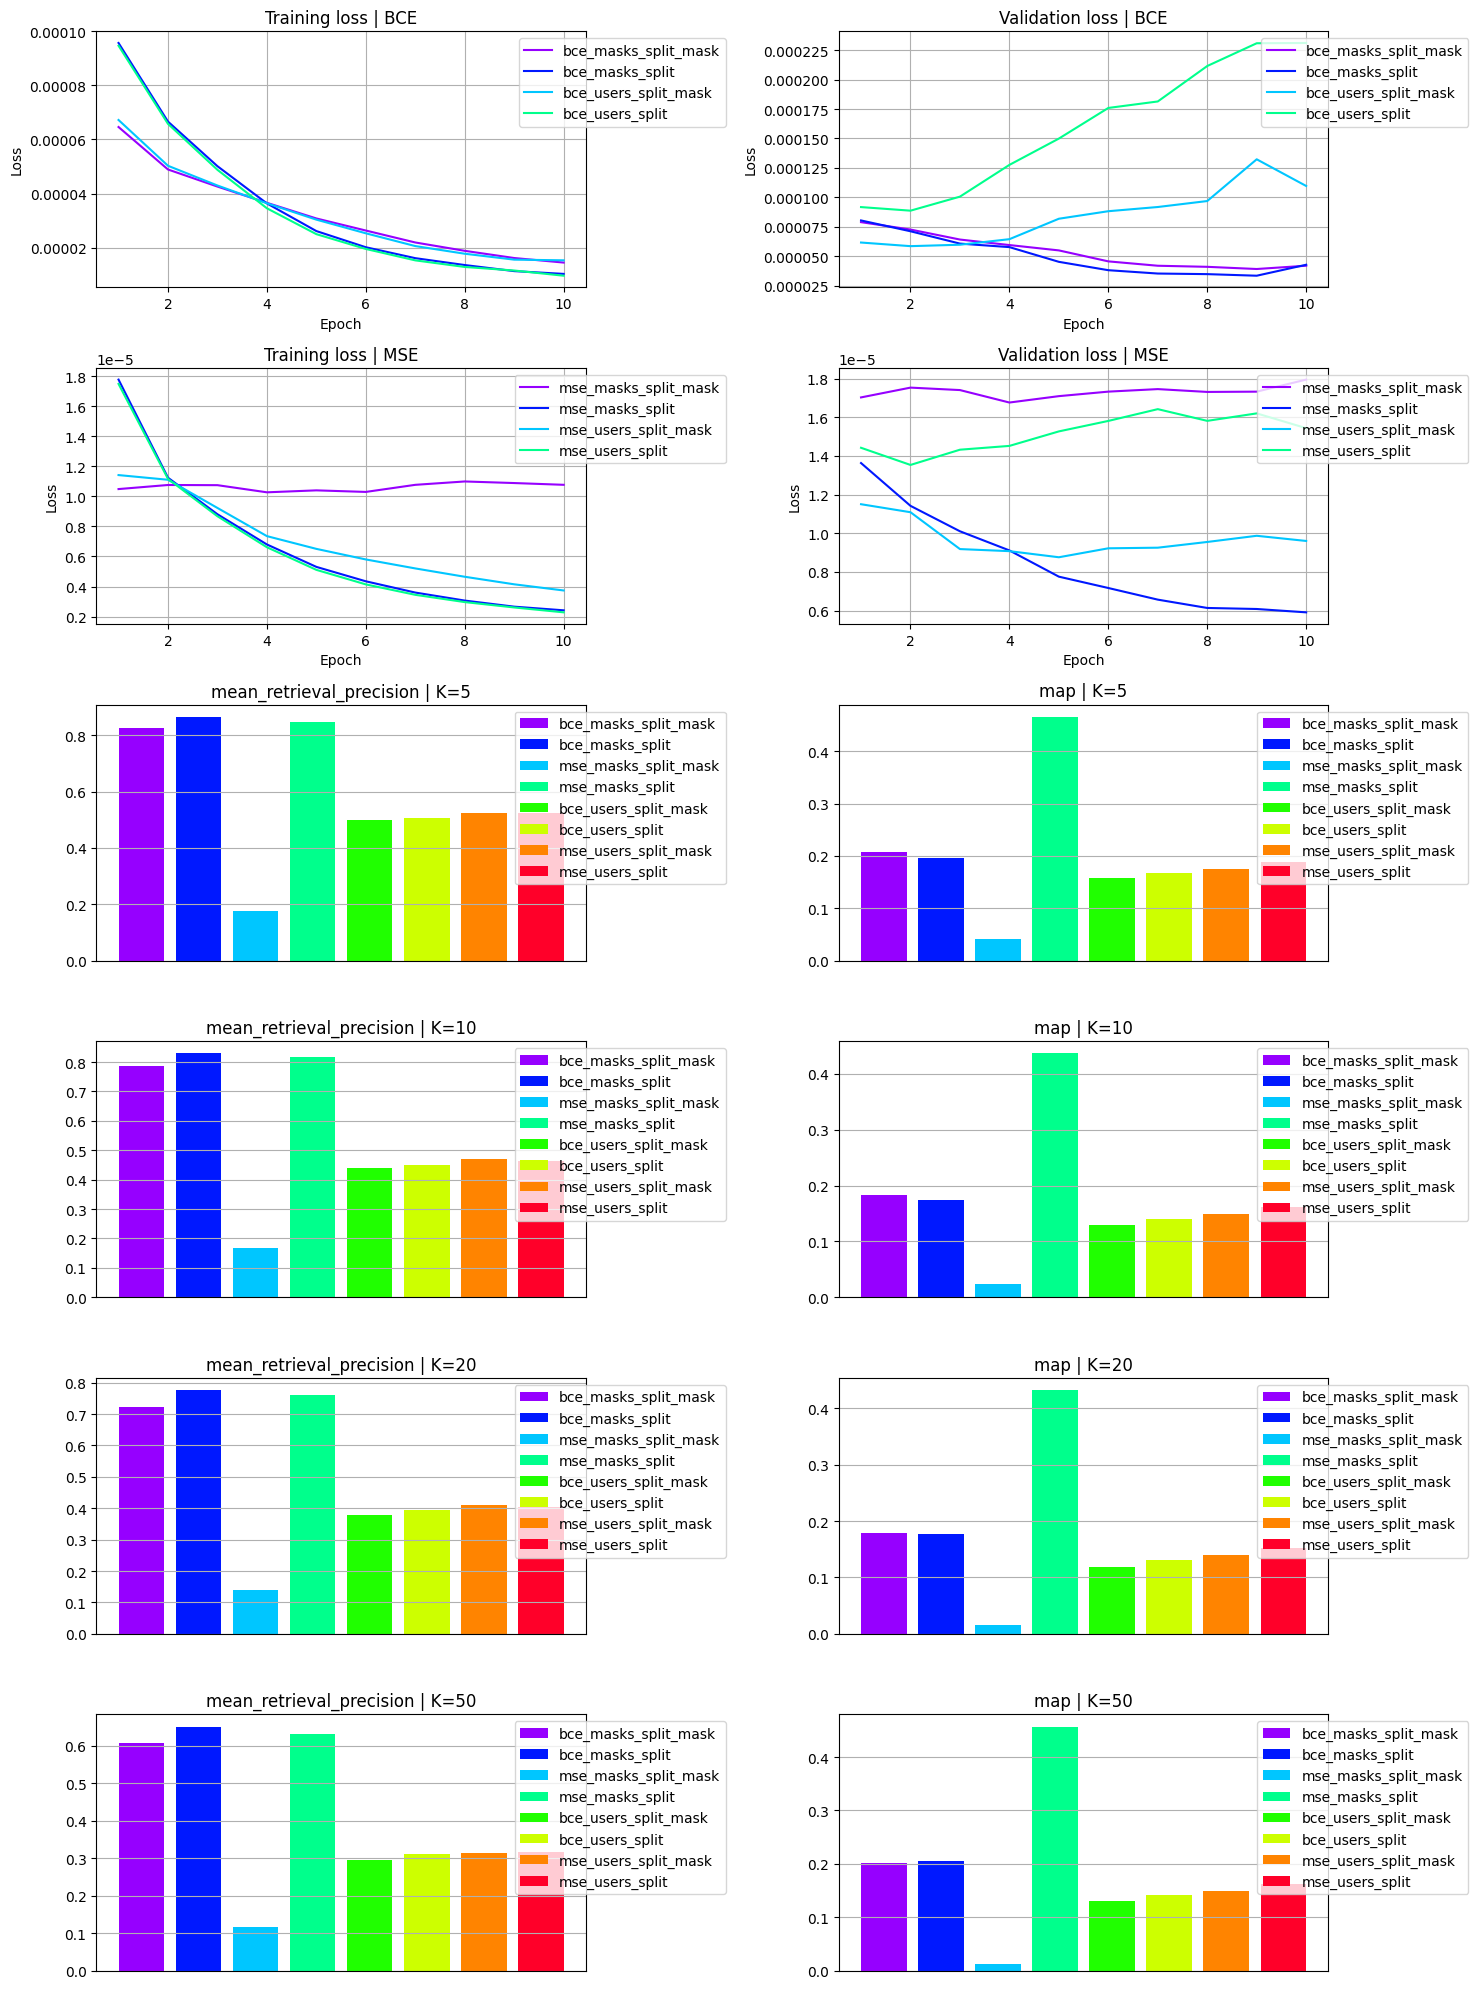 Training loss | BCE
0.00010
0.00008
0.00006
0.00004
0.00002
Loss
2 4 6 8 10
Epoch
bce_masks_split_mask
bce_masks_split
bce_users_split_mask
bce_users_split
Validation loss | BCE
0.000225
0.000200
0.000175
0.000150
0.000125
0.000100
0.000075
0.000050
0.000025
Loss
2 4 6 8 10
Epoch
bce_masks_split_mask
bce_masks_split
bce_users_split_mask
bce_users_split
Training loss | MSE
1e−5
1.8
1.6
1.4
1.2
1.0
0.8
0.6
0.4
0.2
Loss
2 4 6 8 10
Epoch
mse_masks_split_mask
mse_masks_split
mse_users_split_mask
mse_users_split
Validation loss | MSE
1e−5
1.8
1.6
1.4
1.2
1.0
0.8
0.6
Loss
2 4 6 8 10
Epoch
mse_masks_split_mask
mse_masks_split
mse_users_split_mask
mse_users_split
mean_retrieval_precision | K=5
0.8
0.6
0.4
0.2
0.0
bce_masks_split_mask
bce_masks_split
mse_masks_split_mask
mse_masks_split
bce_users_split_mask
bce_users_split
mse_users_split_mask
mse_users_split
map | K=5
0.4
0.3
0.2
0.1
0.0
bce_masks_split_mask
bce_masks_split
mse_masks_split_mask
mse_masks_split
bce_users_split_mask
bce_users_split
mse_users_split_mask
mse_users_split
mean_retrieval_precision | K=10
0.8
0.7
0.6
0.5
0.4
0.3
0.2
0.1
0.0
bce_masks_split_mask
bce_masks_split
mse_masks_split_mask
mse_masks_split
bce_users_split_mask
bce_users_split
mse_users_split_mask
mse_users_split
map | K=10
0.4
0.3
0.2
0.1
0.0
bce_masks_split_mask
bce_masks_split
mse_masks_split_mask
mse_masks_split
bce_users_split_mask
bce_users_split
mse_users_split_mask
mse_users_split
mean_retrieval_precision | K=20
0.8
0.7
0.6
0.5
0.4
0.3
0.2
0.1
0.0
bce_masks_split_mask
bce_masks_split
mse_masks_split_mask
mse_masks_split
bce_users_split_mask
bce_users_split
mse_users_split_mask
mse_users_split
map | K=20
0.4
0.3
0.2
0.1
0.0
bce_masks_split_mask
bce_masks_split
mse_masks_split_mask
mse_masks_split
bce_users_split_mask
bce_users_split
mse_users_split_mask
mse_users_split
mean_retrieval_precision | K=50
0.6
0.5
0.4
0.3
0.2
0.1
0.0
bce_masks_split_mask
bce_masks_split
mse_masks_split_mask
mse_masks_split
bce_users_split_mask
bce_users_split
mse_users_split_mask
mse_users_split
map | K=50
0.4
0.3
0.2
0.1
0.0
bce_masks_split_mask
bce_masks_split
mse_masks_split_mask
mse_masks_split
bce_users_split_mask
bce_users_split
mse_users_split_mask
mse_users_split